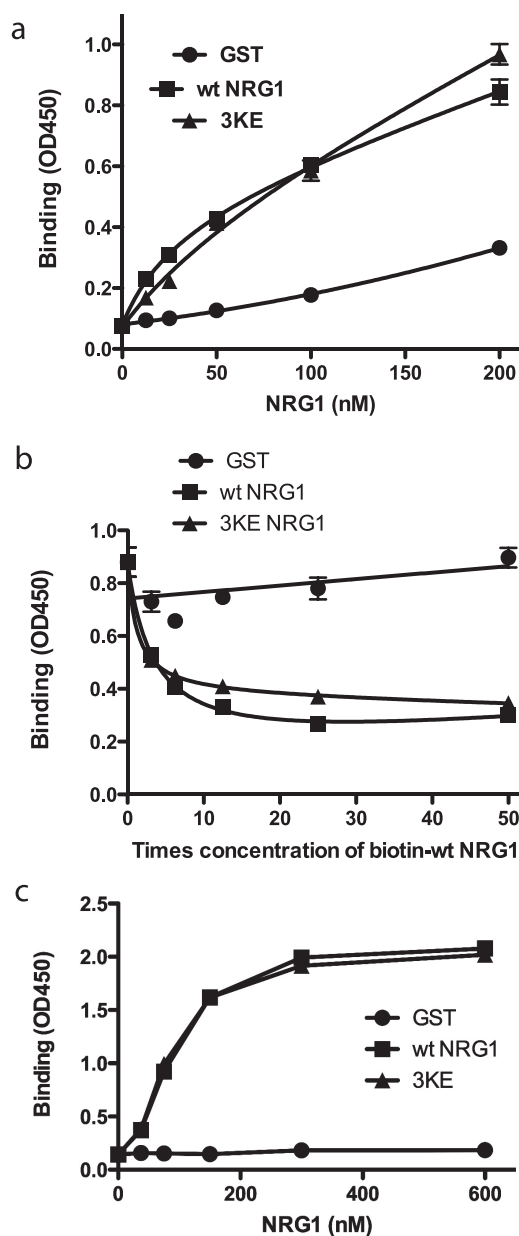 a
GST
wt NRG1
3KE
Binding (OD450)
1.0
0.8
0.6
0.4
0.2
0.0
0
50
100
150
200
NRG1 (nM)
b
GST
wt NRG1
3KE NRG1
Binding (OD450)
1.0
0.8
0.6
0.4
0.2
0.0
0
10
20
30
40
50
Times concentration of biotin-wt NRG1
c
Binding (OD450)
2.5
2.0
1.5
1.0
0.5
0.0
GST
wt NRG1
3KE
0
200
400
600
NRG1 (nM)